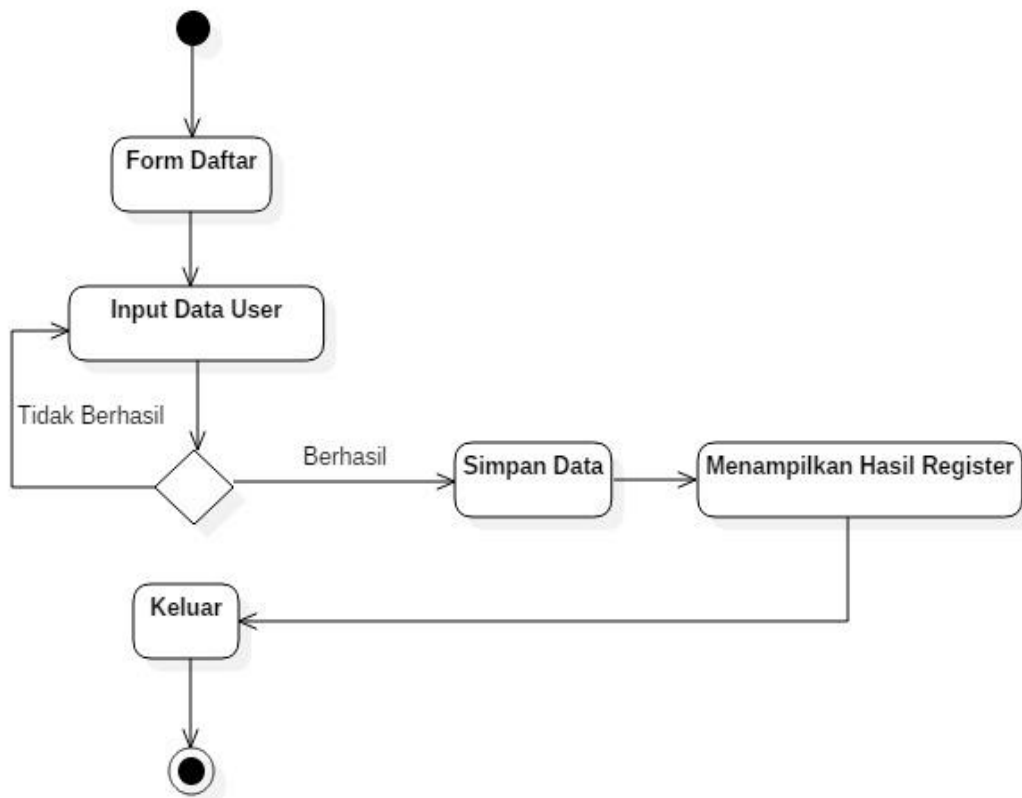 Form Daftar
Input Data User
Tidak Berhasil
Berhasil
Simpan Data
Menampilkan Hasil Register
Keluar